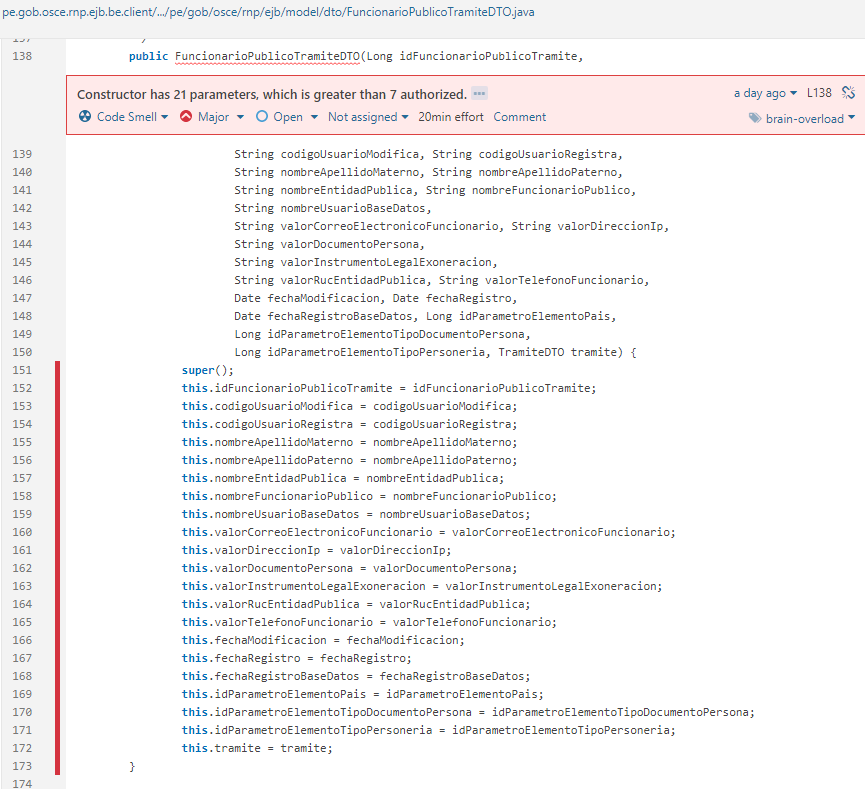 pe.gob.osce.rnp.ejb.be.client/.../pe/gob/osce/rnp/ejb/model/dto/FuncionarioPublicoTramiteDTO.java
137 */
138 public FuncionarioPublicoTramiteDTO(Long idFuncionarioPublicoTramite,
Constructor has 21 parameters, which is greater than 7 authorized. ... a day ago L138
Code Smell Major Open Not assigned 20min effort Comment brain-overload
139 String codigoUsuarioModifica, String codigoUsuarioRegistra,
140 String nombreApellidoMaterno, String nombreApellidoPaterno,
141 String nombreEntidadPublica, String nombreFuncionarioPublico,
142 String nombreUsuarioBaseDatos,
143 String valorCorreoElectronicoFuncionario, String valorDireccionIp,
144 String valorDocumentoPersona,
145 String valorInstrumentoLegalExoneracion,
146 String valorRucEntidadPublica, String valorTelefonoFuncionario,
147 Date fechaModificacion, Date fechaRegistro,
148 Date fechaRegistroBaseDatos, Long idParametroElementoPais,
149 Long idParametroElementoTipoDocumentoPersona,
150 Long idParametroElementoTipoPersoneria, TramiteDTO tramite) {
151 super();
152 this.idFuncionarioPublicoTramite = idFuncionarioPublicoTramite;
153 this.codigoUsuarioModifica = codigoUsuarioModifica;
154 this.codigoUsuarioRegistra = codigoUsuarioRegistra;
155 this.nombreApellidoMaterno = nombreApellidoMaterno;
156 this.nombreApellidoPaterno = nombreApellidoPaterno;
157 this.nombreEntidadPublica = nombreEntidadPublica;
158 this.nombreFuncionarioPublico = nombreFuncionarioPublico;
159 this.nombreUsuarioBaseDatos = nombreUsuarioBaseDatos;
160 this.valorCorreoElectronicoFuncionario = valorCorreoElectronicoFuncionario;
161 this.valorDireccionIp = valorDireccionIp;
162 this.valorDocumentoPersona = valorDocumentoPersona;
163 this.valorInstrumentoLegalExoneracion = valorInstrumentoLegalExoneracion;
164 this.valorRucEntidadPublica = valorRucEntidadPublica;
165 this.valorTelefonoFuncionario = valorTelefonoFuncionario;
166 this.fechaModificacion = fechaModificacion;
167 this.fechaRegistro = fechaRegistro;
168 this.fechaRegistroBaseDatos = fechaRegistroBaseDatos;
169 this.idParametroElementoPais = idParametroElementoPais;
170 this.idParametroElementoTipoDocumentoPersona = idParametroElementoTipoDocumentoPersona;
171 this.idParametroElementoTipoPersoneria = idParametroElementoTipoPersoneria;
172 this.tramite = tramite;
173 }
174